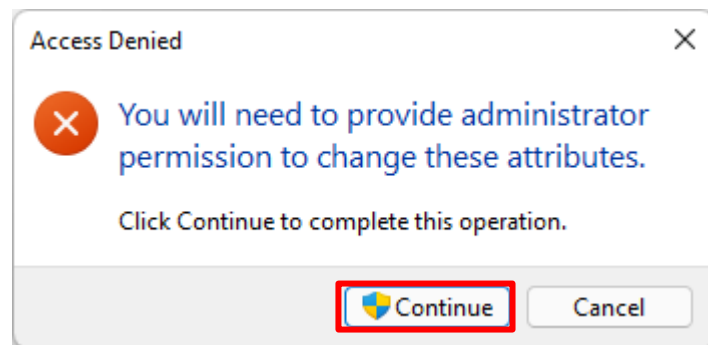 Access Denied
You will need to provide administrator
permission to change these attributes.
Click Continue to complete this operation.
Continue
Cancel